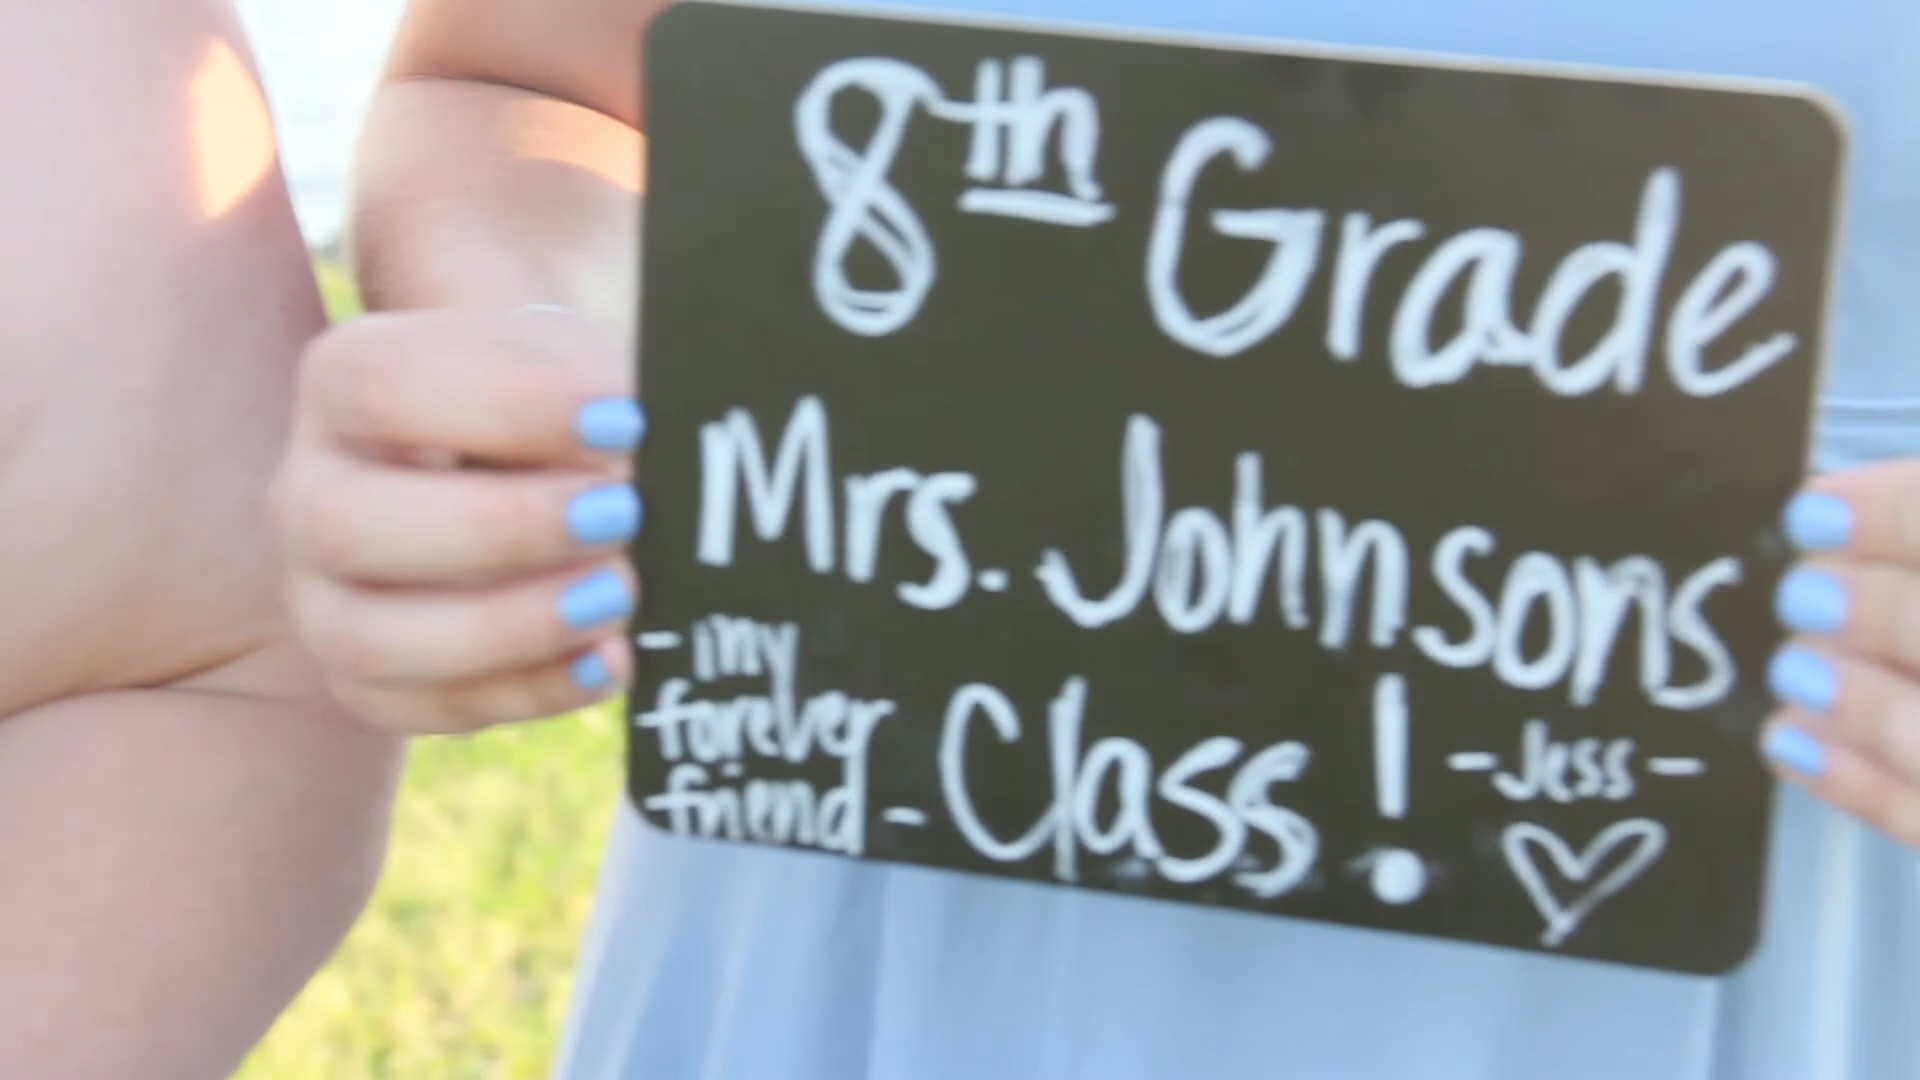 8th Grade
Mrs. Johnsons
Class!
- my
forever
friend -
- Jess -